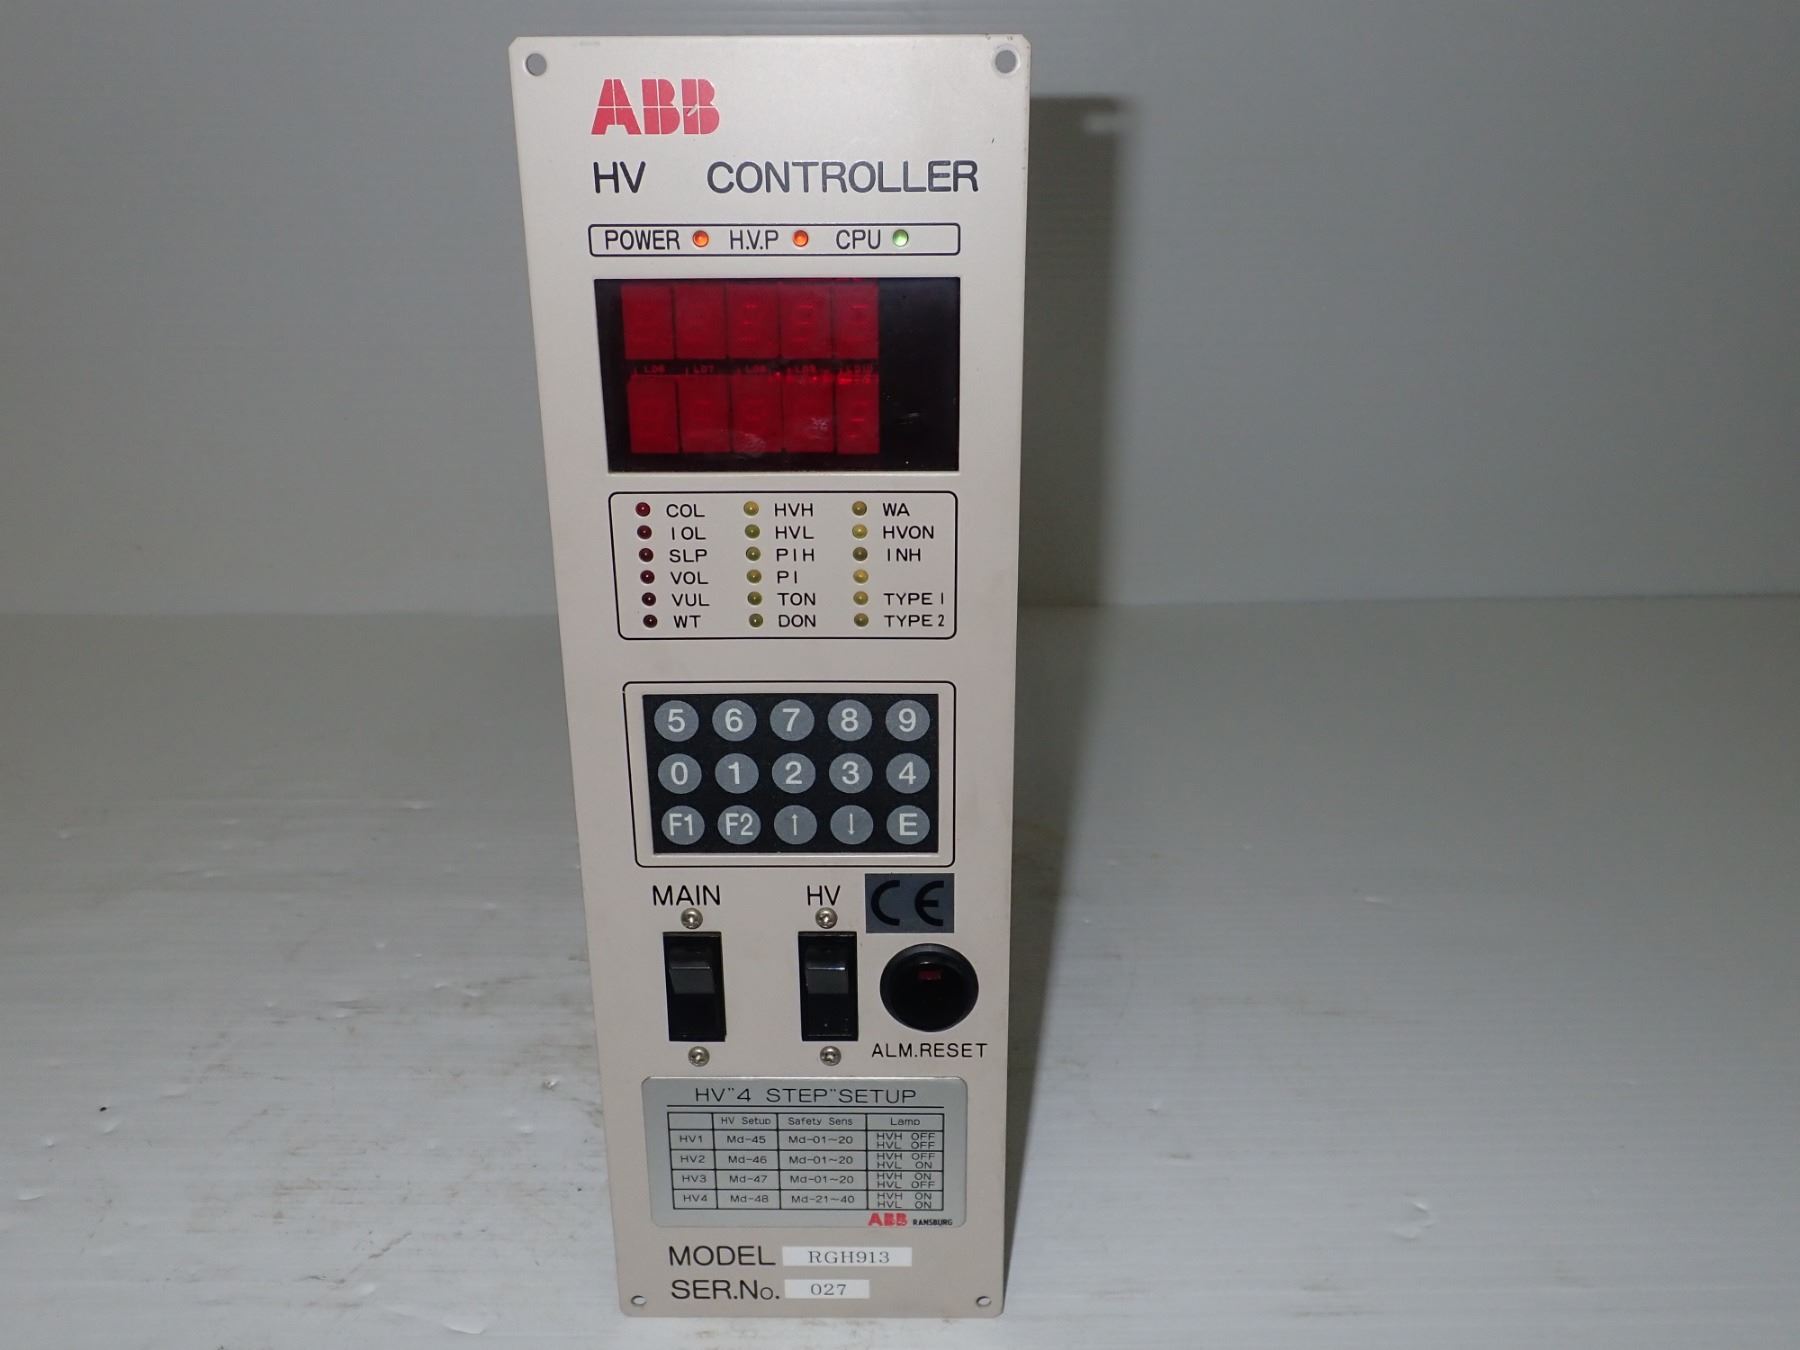 ABB
HV CONTROLLER
POWER H.V.P CPU
LD6 LD7 LD8 LD9 LD10
COL HVH WA
IOL HVL HVON
SLP PIH INH
VOL PI
VUL TON TYPE 1
WT DON TYPE 2
5 6 7 8 9
0 1 2 3 4
F1 F2 ↑ ↓ E
MAIN HV CE
ALM.RESET
HV"4 STEP"SETUP
HV Setup Safety Sens Lamp
HV1 Md-45 Md-01~20 HVH OFF
HVL OFF
HV2 Md-46 Md-01~20 HVH OFF
HVL ON
HV3 Md-47 Md-01~20 HVH ON
HVL OFF
HV4 Md-48 Md-21~40 HVH ON
HVL ON
ABB RANSBURG
MODEL RGH913
SER.No. 027